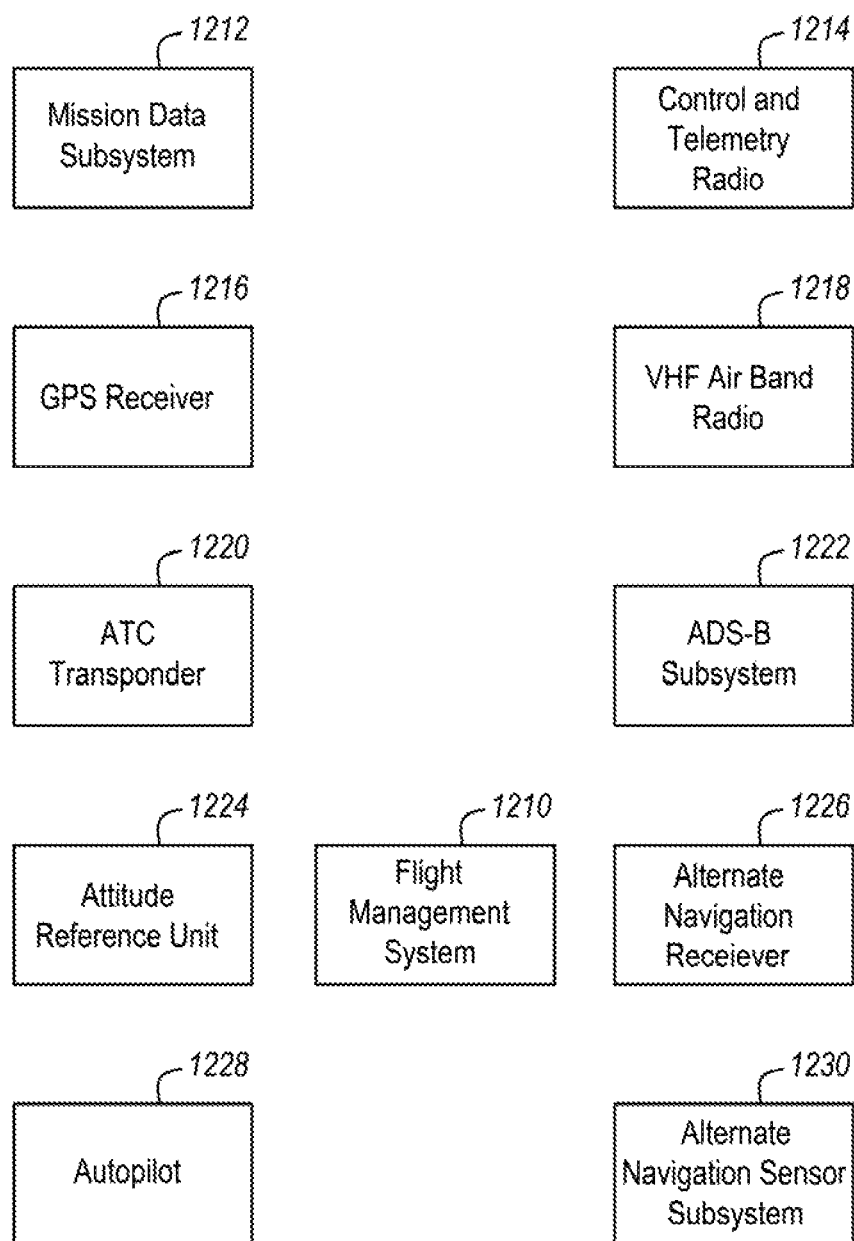 1212
Mission Data
Subsystem
1214
Control and
Telemetry
Radio
1216
GPS Receiver
1218
VHF Air Band
Radio
1220
ATC
Transponder
1222
ADS-B
Subsystem
1224
Attitude
Reference Unit
1210
Flight
Management
System
1226
Alternate
Navigation
Receiever
1228
Autopilot
1230
Alternate
Navigation Sensor
Subsystem